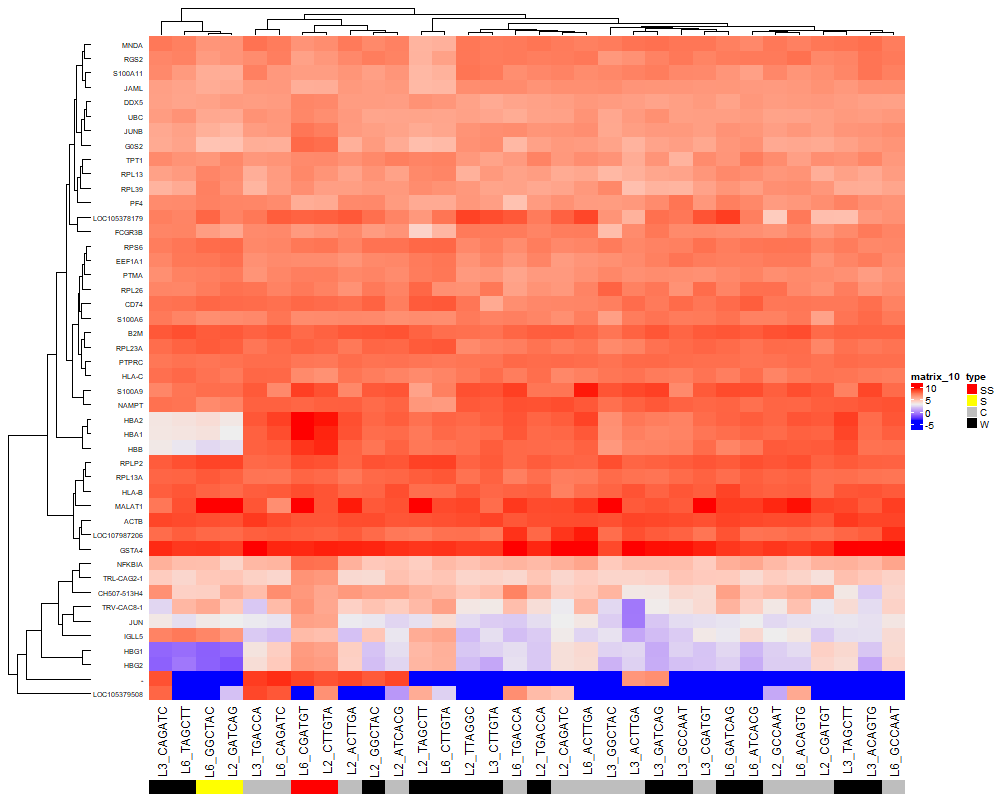 MNDA
RGS2
S100A11
JAML
DDX5
UBC
JUNB
G0S2
TPT1
RPL13
RPL39
PF4
LOC105378179
FCGR3B
RPS6
EEF1A1
PTMA
RPL26
CD74
S100A6
B2M
RPL23A
PTPRC
HLA-C
S100A9
NAMPT
HBA2
HBA1
HBB
RPLP2
RPL13A
HLA-B
MALAT1
ACTB
LOC107987206
GSTA4
NFKBIA
TRL-CAG2-1
CH507-513H4
TRV-CAC8-1
JUN
IGLL5
HBG1
HBG2
-
LOC105379508
matrix_10 type
10
5
0
-5
SS
S
C
W
L3_CAGATC
L6_TAGCTT
L6_GGCTAC
L2_GATCAG
L3_TGACCA
L6_CAGATC
L6_CGATGT
L2_CTTGTA
L2_ACTTGA
L2_GGCTAC
L2_ATCACG
L2_TAGCTT
L6_CTTGTA
L2_TTAGGC
L3_CTTGTA
L6_TGACCA
L2_TGACCA
L2_CAGATC
L6_ACTTGA
L3_GGCTAC
L3_ACTTGA
L3_GATCAG
L3_GCCAAT
L3_CGATGT
L6_GATCAG
L6_ATCACG
L2_GCCAAT
L6_ACAGTG
L2_CGATGT
L3_TAGCTT
L3_ACAGTG
L6_GCCAAT